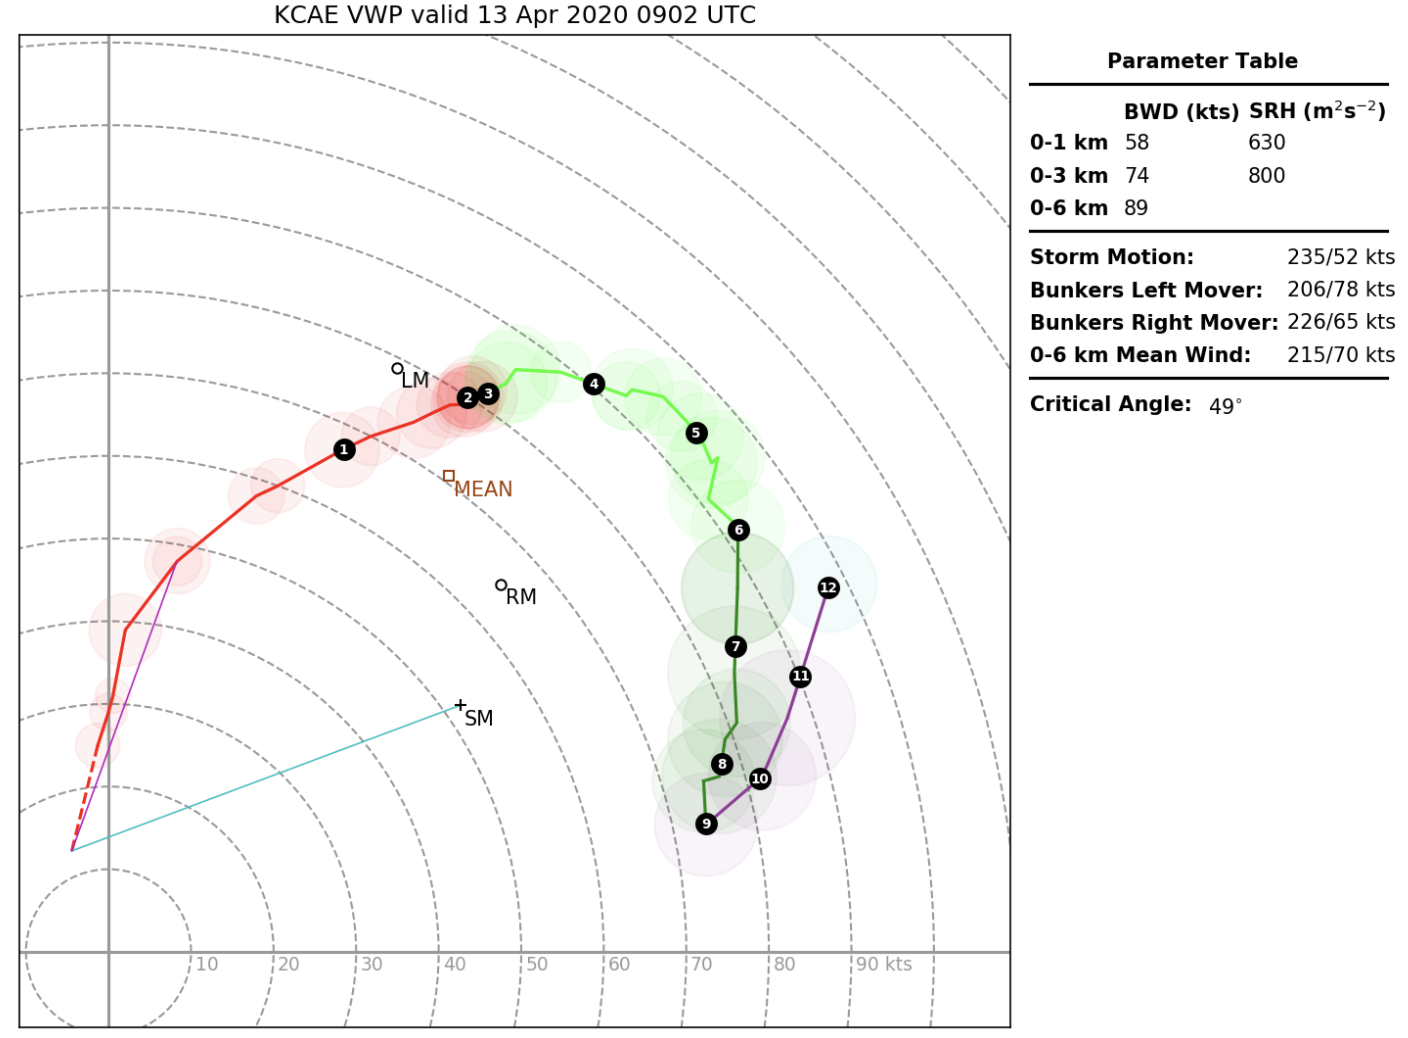 KCAE VWP valid 13 Apr 2020 0902 UTC
Parameter Table
BWD (kts) SRH (m²s⁻²)
0-1 km 58 630
0-3 km 74 800
0-6 km 89
Storm Motion: 235/52 kts
Bunkers Left Mover: 206/78 kts
Bunkers Right Mover: 226/65 kts
0-6 km Mean Wind: 215/70 kts
Critical Angle: 49°
LM
2
3
4
5
1
MEAN
6
RM
12
7
11
SM
8
10
9
10 20 30 40 50 60 70 80 90 kts